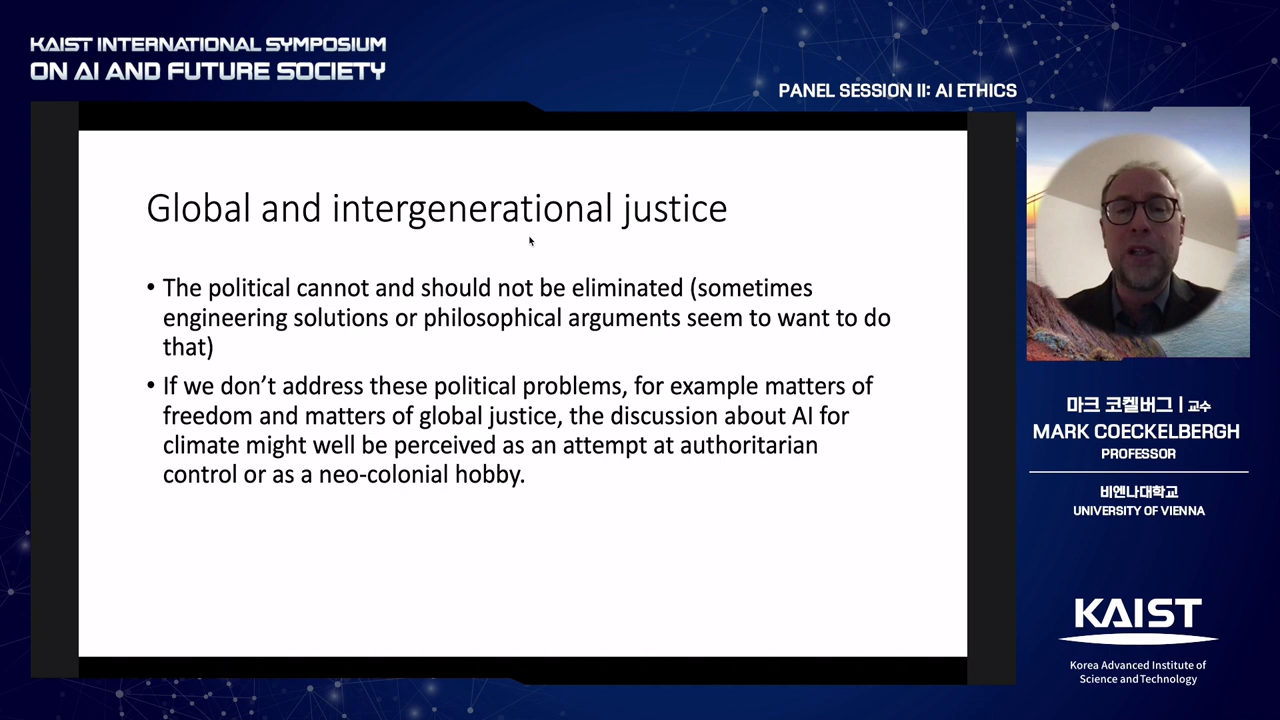 KAIST INTERNATIONAL SYMPOSIUM
ON AI AND FUTURE SOCIETY
PANEL SESSION II: AI ETHICS
Global and intergenerational justice
• The political cannot and should not be eliminated (sometimes
engineering solutions or philosophical arguments seem to want to do
that)
• If we don’t address these political problems, for example matters of
freedom and matters of global justice, the discussion about AI for
climate might well be perceived as an attempt at authoritarian
control or as a neo-colonial hobby.
마크 코켈버그 | 교수
MARK COECKELBERGH
PROFESSOR
비엔나대학교
UNIVERSITY OF VIENNA
KAIST
Korea Advanced Institute of
Science and Technology